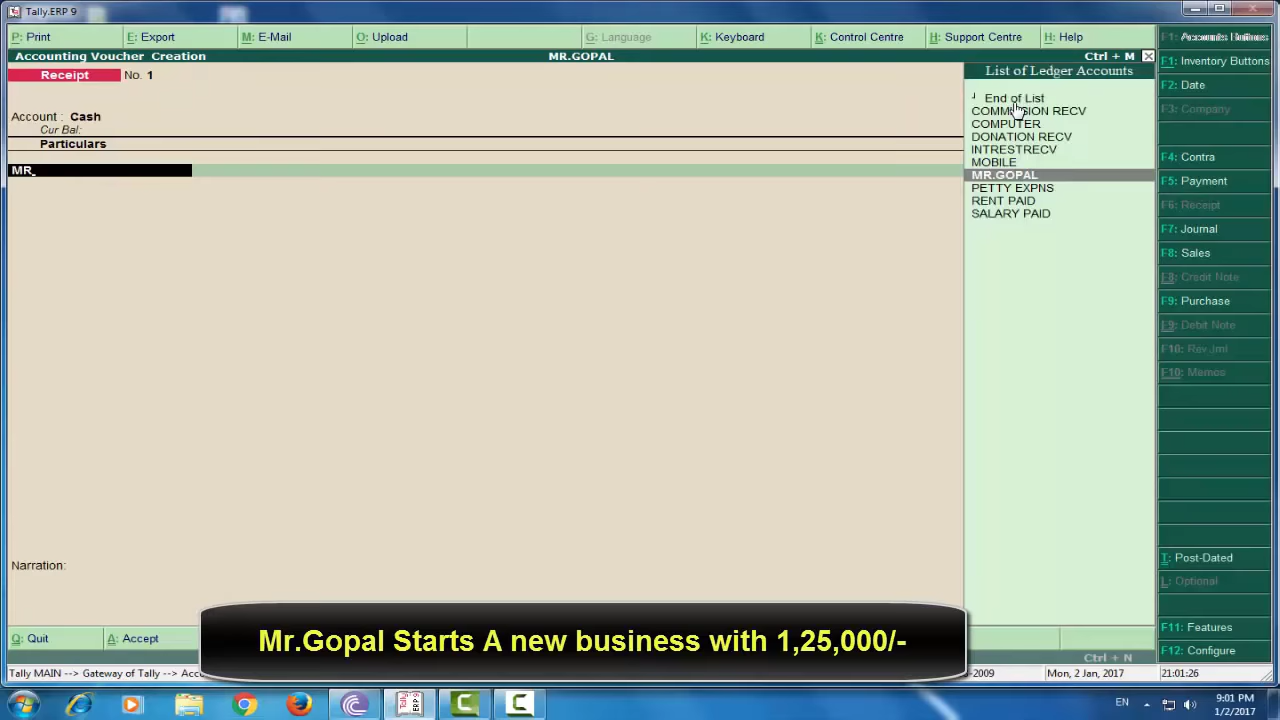 Tally.ERP 9
P: Print E: Export M: E-Mail O: Upload G: Language K: Keyboard K: Control Centre H: Support Centre H: Help
Accounting Voucher Creation MR.GOPAL Ctrl + M
Receipt No. 1
Account : Cash
Cur Bal:
Particulars
MR
List of Ledger Accounts
End of List
COMMISSION RECV
COMPUTER
DONATION RECV
INTRESTRECV
MOBILE
MR.GOPAL
PETTY EXPNS
RENT PAID
SALARY PAID
F1: Accounts Buttons
F1: Inventory Buttons
F2: Date
F3: Company
F4: Contra
F5: Payment
F6: Receipt
F7: Journal
F8: Sales
F8: Credit Note
F9: Purchase
F9: Debit Note
F10: Rev Jrnl
F10: Memos
T: Post-Dated
L: Optional
F11: Features
F12: Configure
Narration:
Q: Quit A: Accept
Mr.Gopal Starts A new business with 1,25,000/-
Ctrl + N
Tally MAIN --> Gateway of Tally --> Acco -2009 Mon, 2 Jan, 2017 21:01:26
EN 9:01 PM
1/2/2017